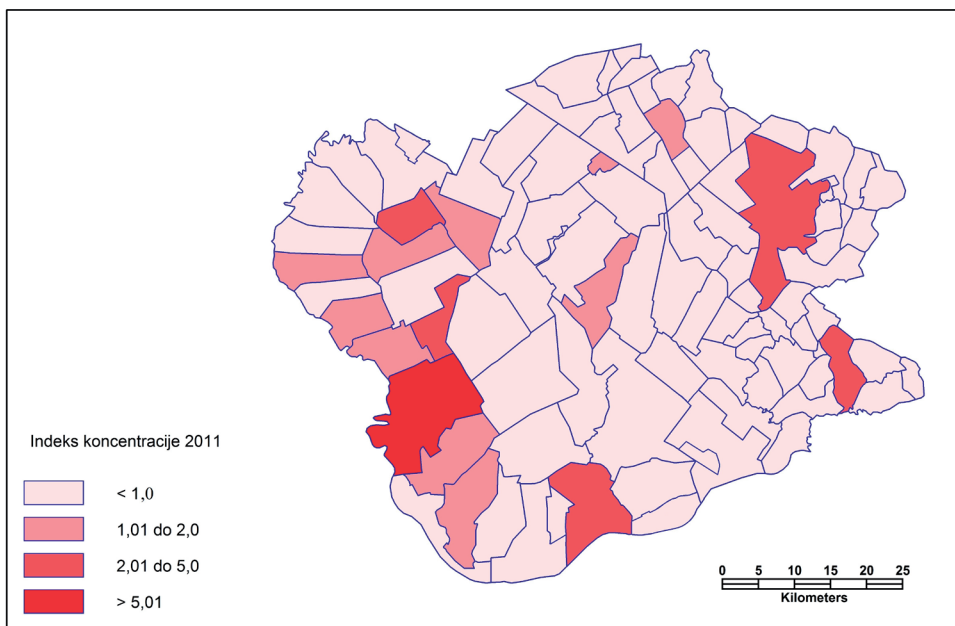 Indeks koncentracije 2011
< 1,0
1,01 do 2,0
2,01 do 5,0
> 5,01
0 5 10 15 20 25
Kilometers